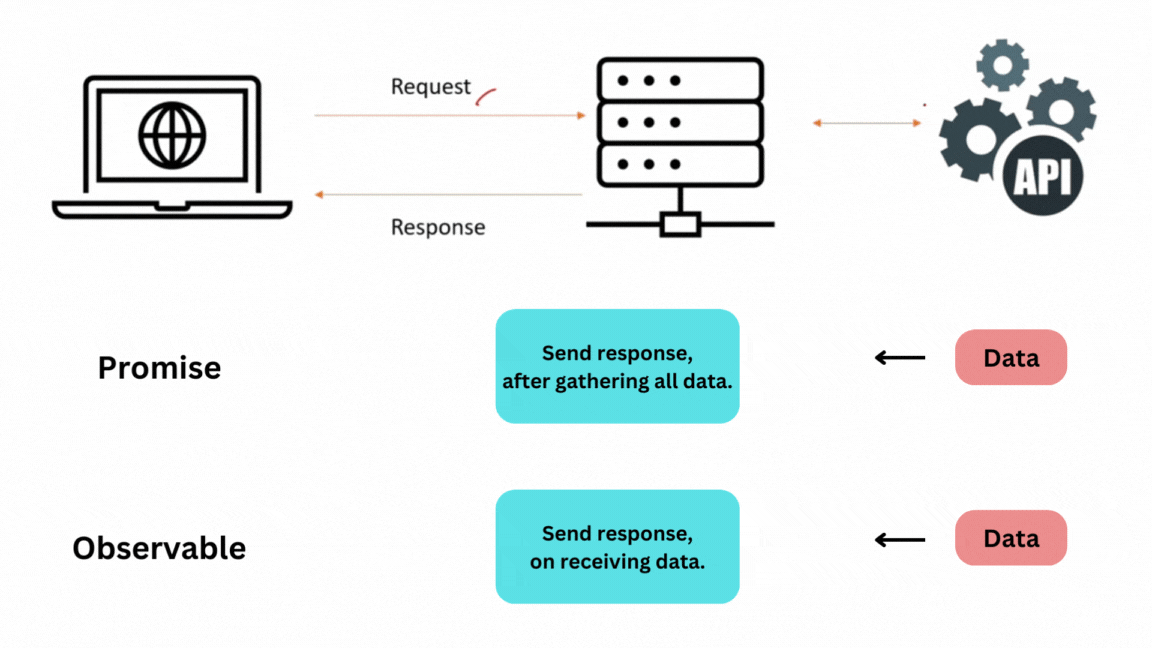 Request
Response
API
Promise
Send response,
after gathering all data.
Data
Observable
Send response,
on receiving data.
Data